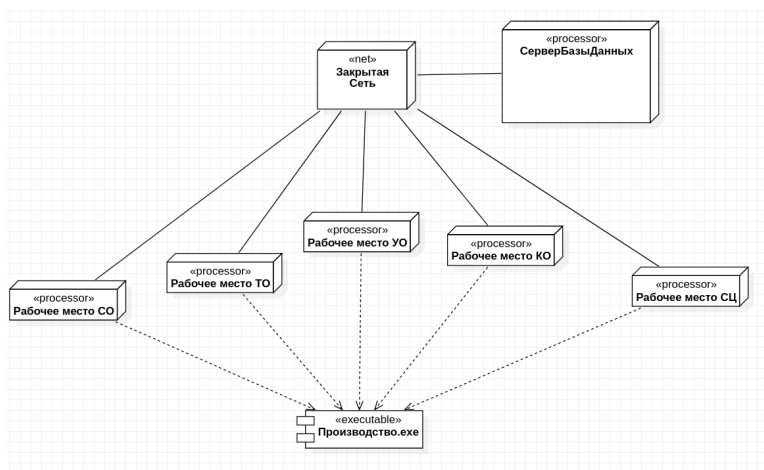 «net»
Закрытая
Сеть
«processor»
СерверБазыДанных
«processor»
Рабочее место УО
«processor»
Рабочее место КО
«processor»
Рабочее место ТО
«processor»
Рабочее место СО
«processor»
Рабочее место СЦ
«executable»
Производство.exe